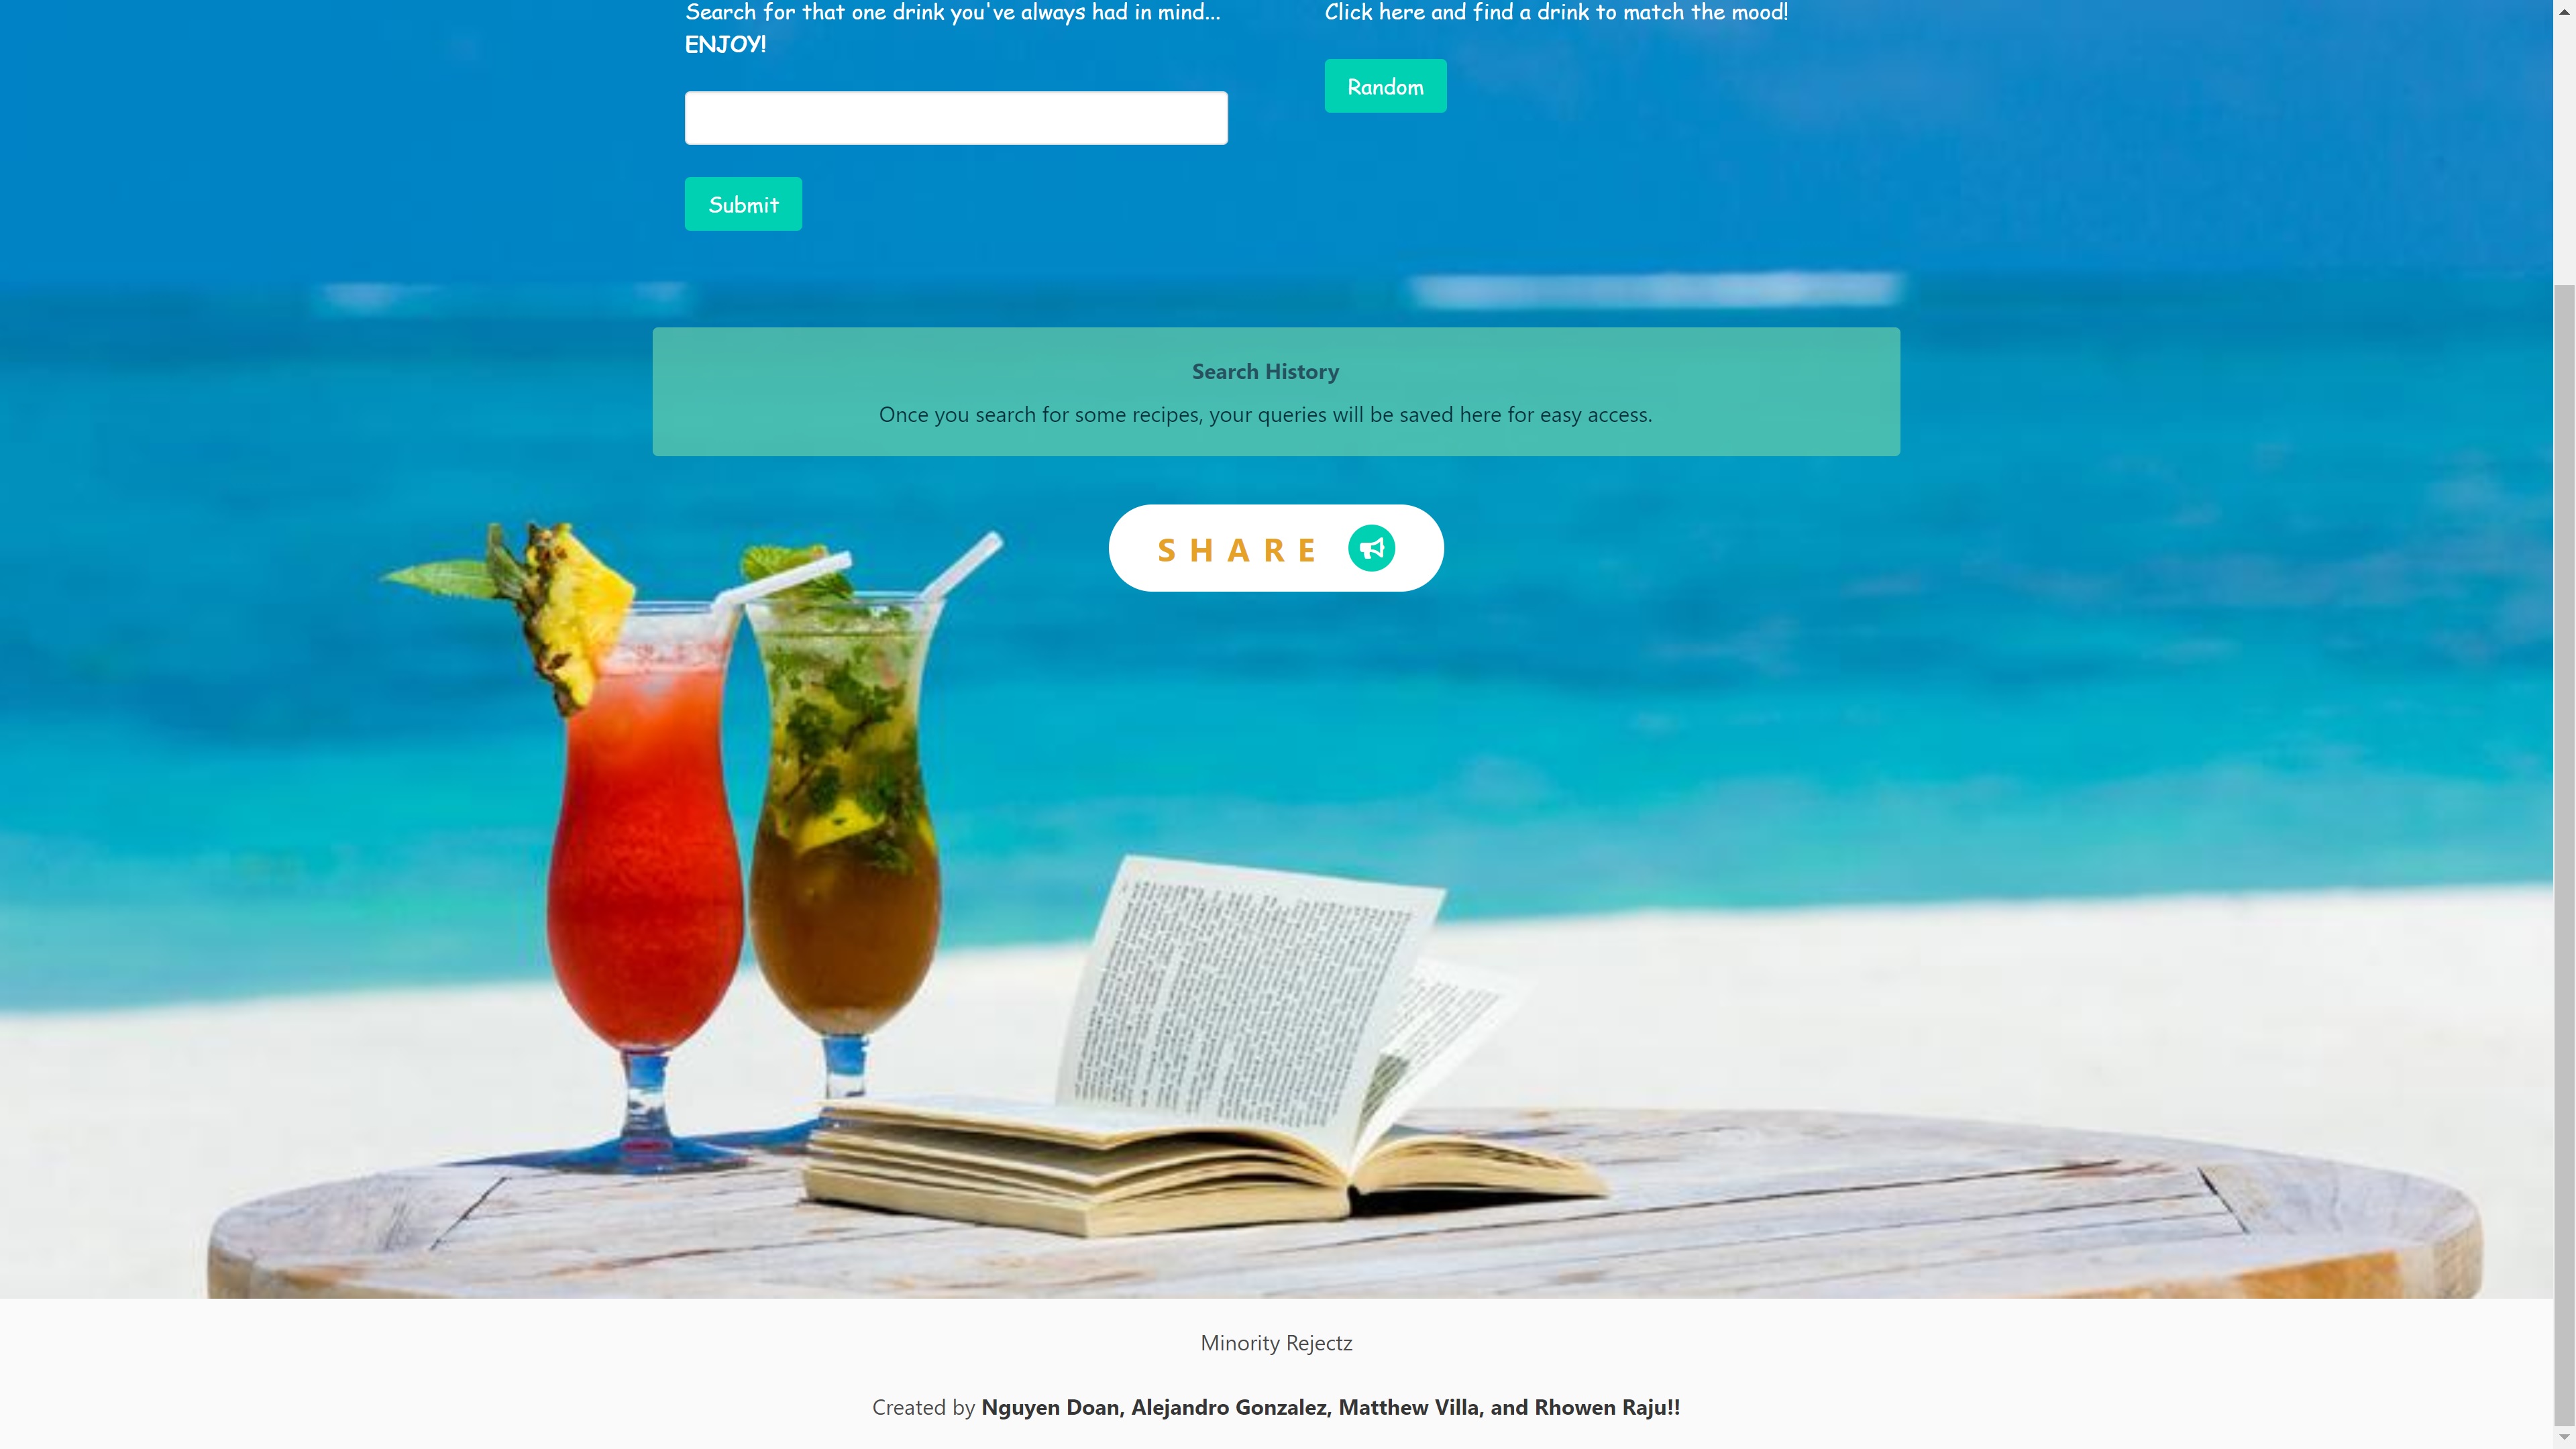 Search for that one drink you've always had in mind...
ENJOY!
Click here and find a drink to match the mood!
Random
Submit
Search History
Once you search for some recipes, your queries will be saved here for easy access.
SHARE
Minority Rejectz
Created by Nguyen Doan, Alejandro Gonzalez, Matthew Villa, and Rhowen Raju!!